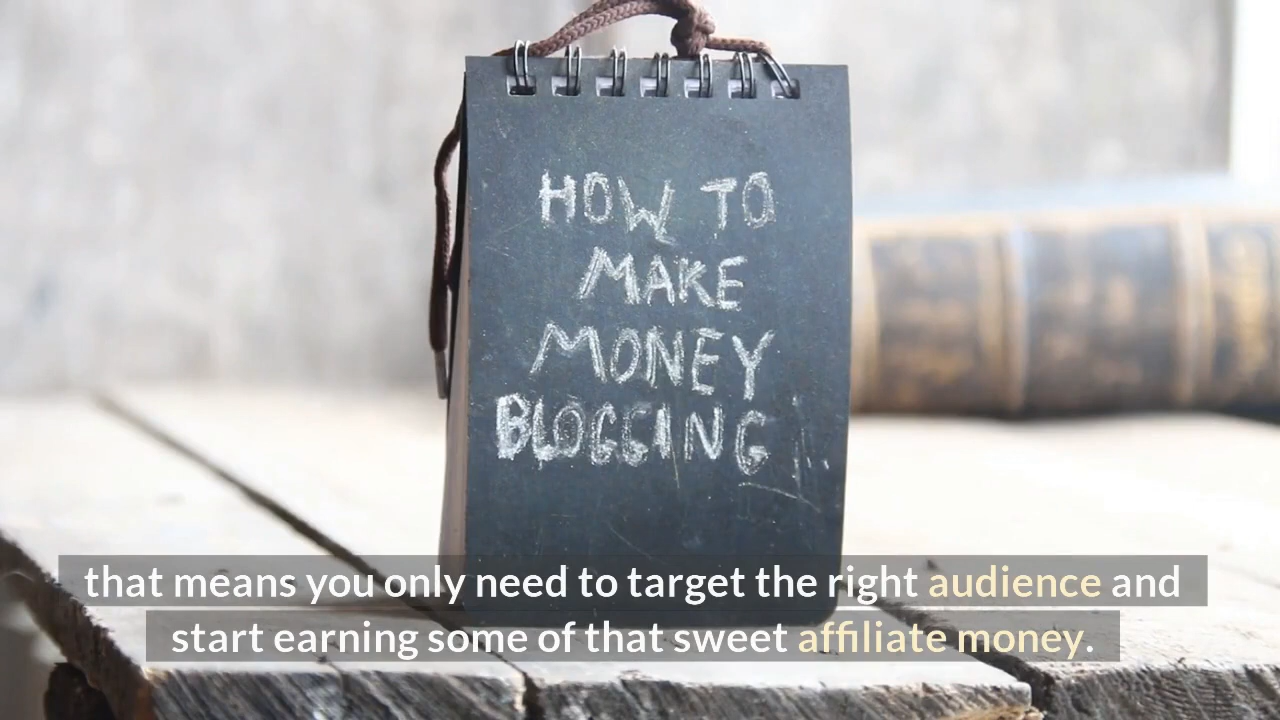 HOW TO
MAKE
MONEY
BLOGGING
that means you only need to target the right audience and
start earning some of that sweet affiliate money.